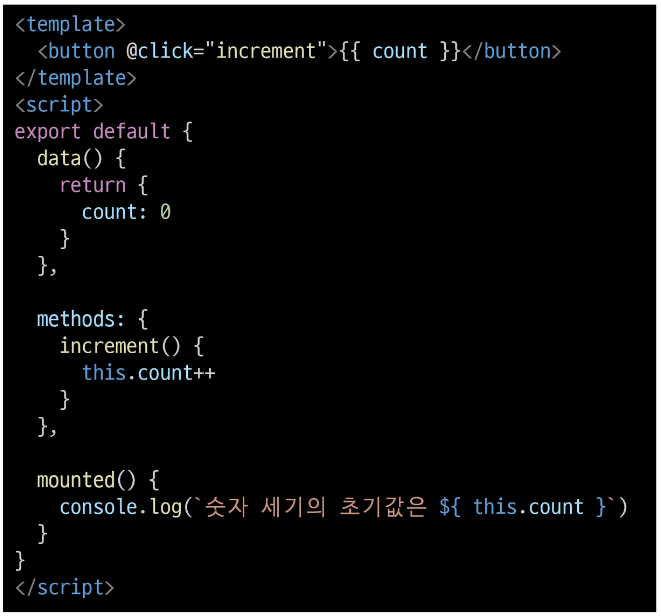 <template>
  <button @click="increment">{{ count }}</button>
</template>
<script>
export default {
  data() {
    return {
      count: 0
    }
  },

  methods: {
    increment() {
      this.count++
    }
  },

  mounted() {
    console.log(`숫자 세기의 초기값은 ${ this.count }`)
  }
}
</script>